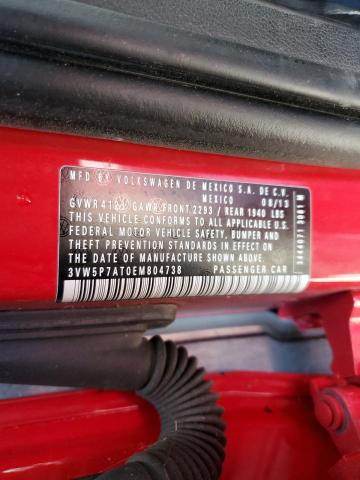 MFD BY VOLKSWAGEN DE MEXICO S.A. DE C.V.
MEXICO 08/13
GAWR FRONT 2293 / REAR 1940 LBS
THIS VEHICLE CONFORMS TO ALL APPLICABLE U.S.
FEDERAL MOTOR VEHICLE SAFETY, BUMPER AND
THEFT PREVENTION STANDARDS IN EFFECT ON
THE DATE OF MANUFACTURE SHOWN ABOVE.
3VW5P7AT0EM804738 PASSENGER CAR